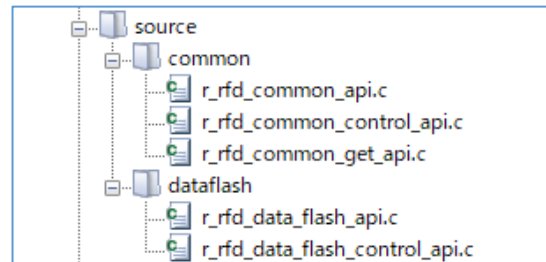 source
common
r_rfd_common_api.c
r_rfd_common_control_api.c
r_rfd_common_get_api.c
dataflash
r_rfd_data_flash_api.c
r_rfd_data_flash_control_api.c